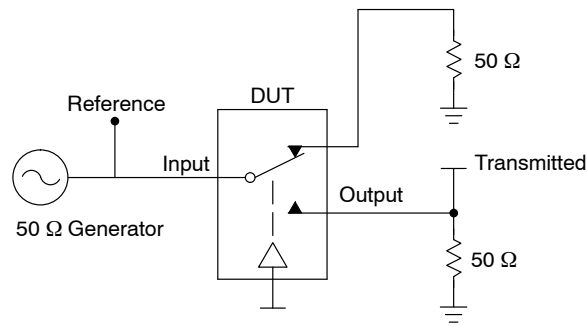 50 Ω
DUT
Reference
Input
Transmitted
Output
50 Ω Generator
50 Ω